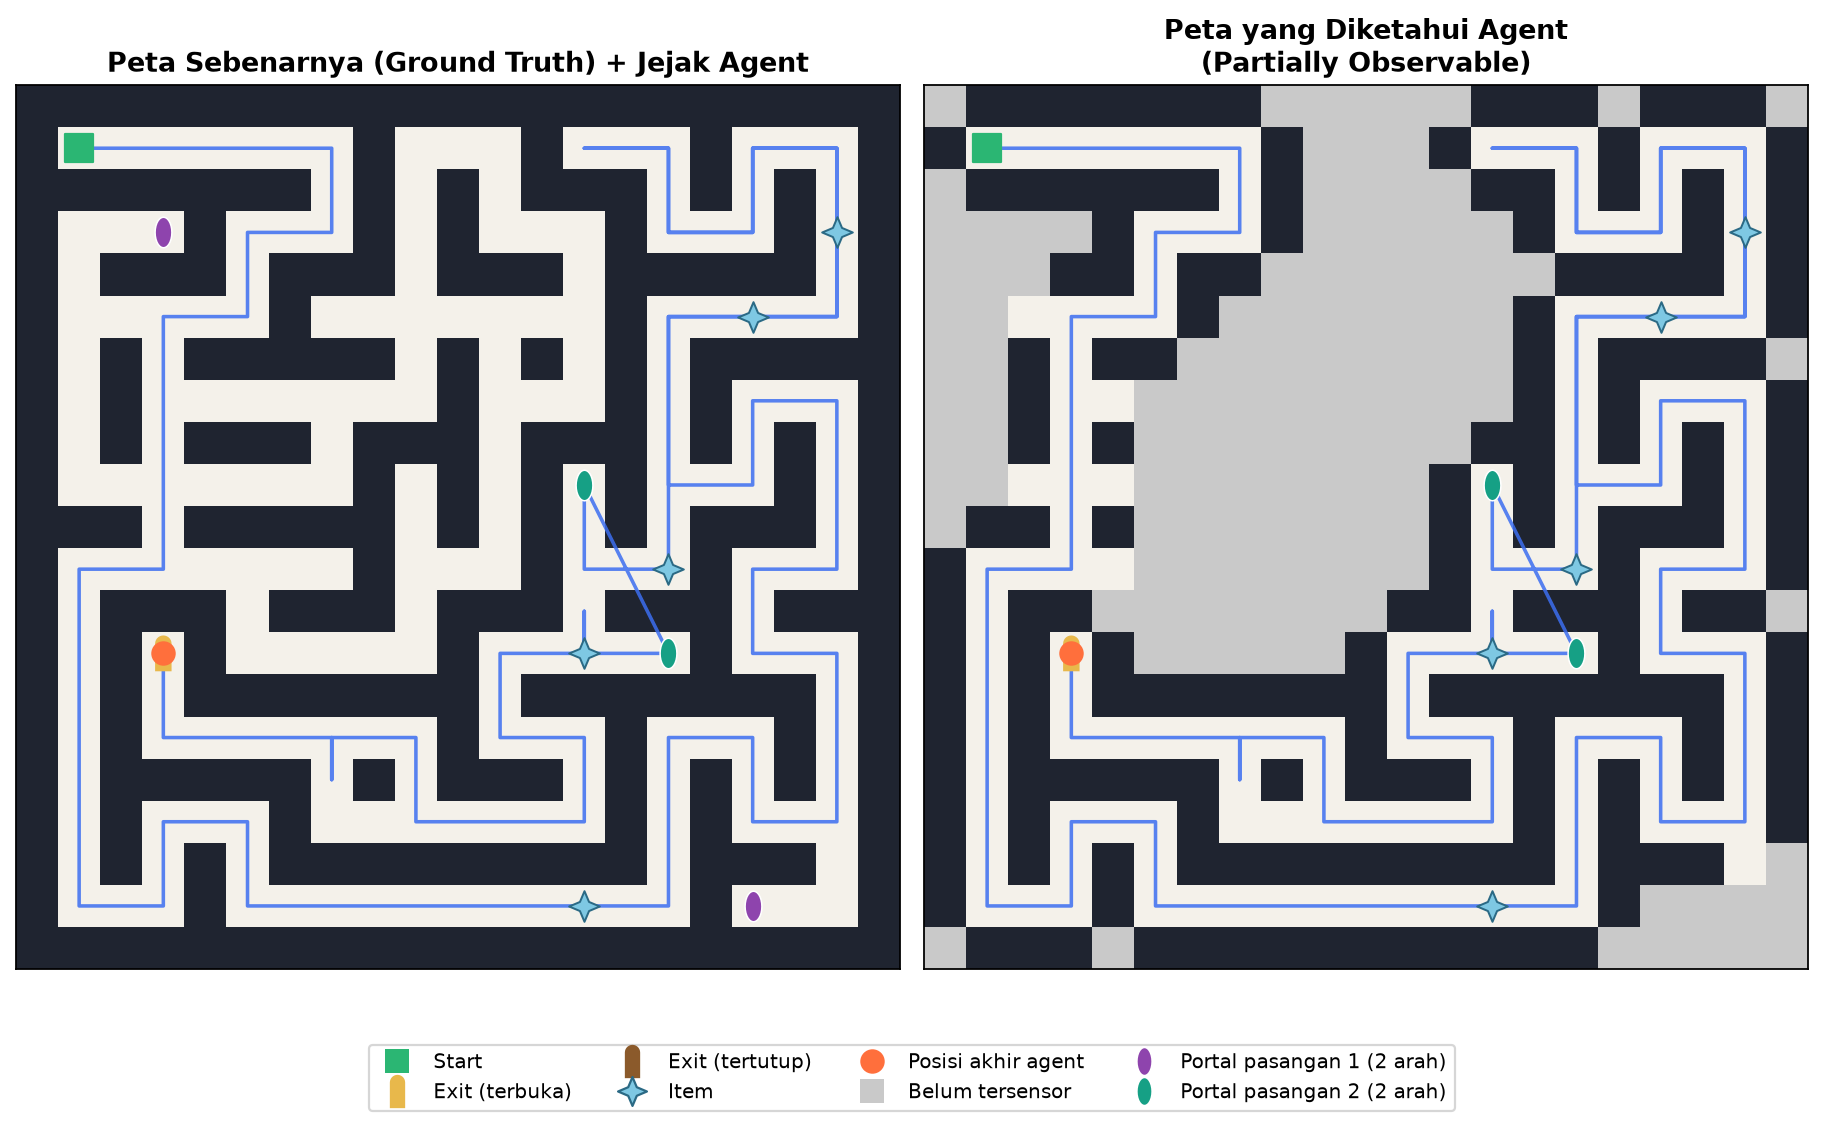 Peta Sebenarnya (Ground Truth) + Jejak Agent
Peta yang Diketahui Agent
(Partially Observable)
Start
Exit (terbuka)
Exit (tertutup)
Item
Posisi akhir agent
Belum tersensor
Portal pasangan 1 (2 arah)
Portal pasangan 2 (2 arah)